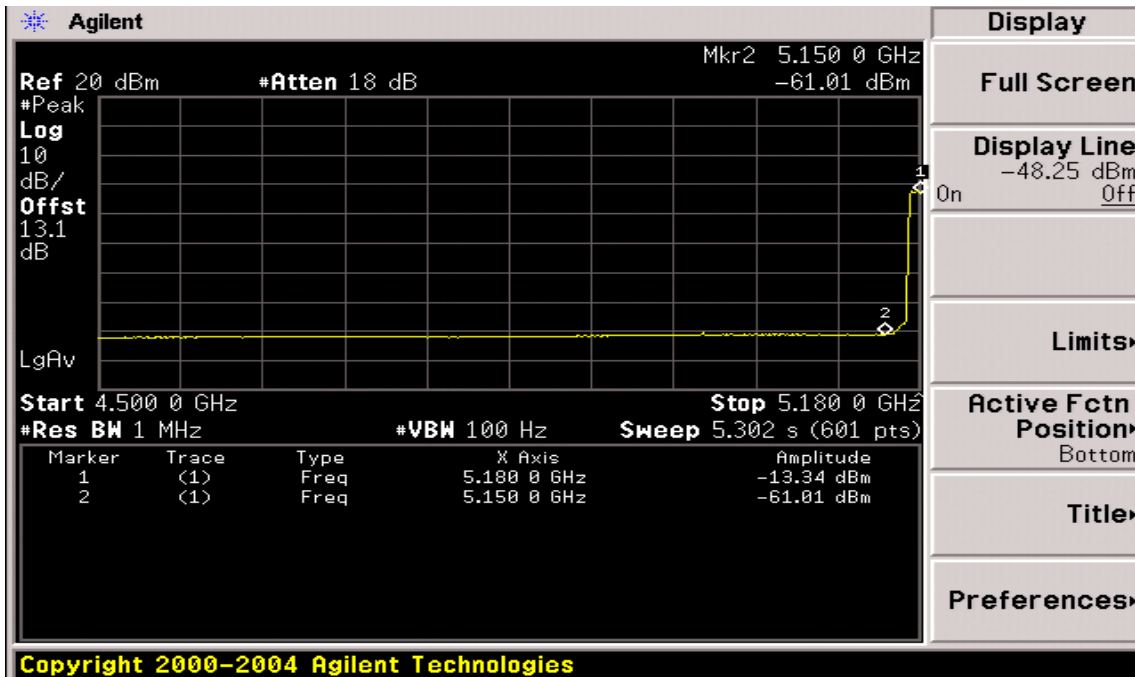 Agilent
Mkr2 5.150 0 GHz
Ref 20 dBm #Atten 18 dB -61.01 dBm
#Peak
Log
10
dB/
Offst
13.1
dB
LgAv
1
2
Start 4.500 0 GHz Stop 5.180 0 GHz
#Res BW 1 MHz #VBW 100 Hz Sweep 5.302 s (601 pts)
Marker Trace Type X Axis Amplitude
1 (1) Freq 5.180 0 GHz -13.34 dBm
2 (1) Freq 5.150 0 GHz -61.01 dBm
Copyright 2000-2004 Agilent Technologies
Display
Full Screen
Display Line
-48.25 dBm
On Off
Limits
Active Fctn
Position
Bottom
Title
Preferences